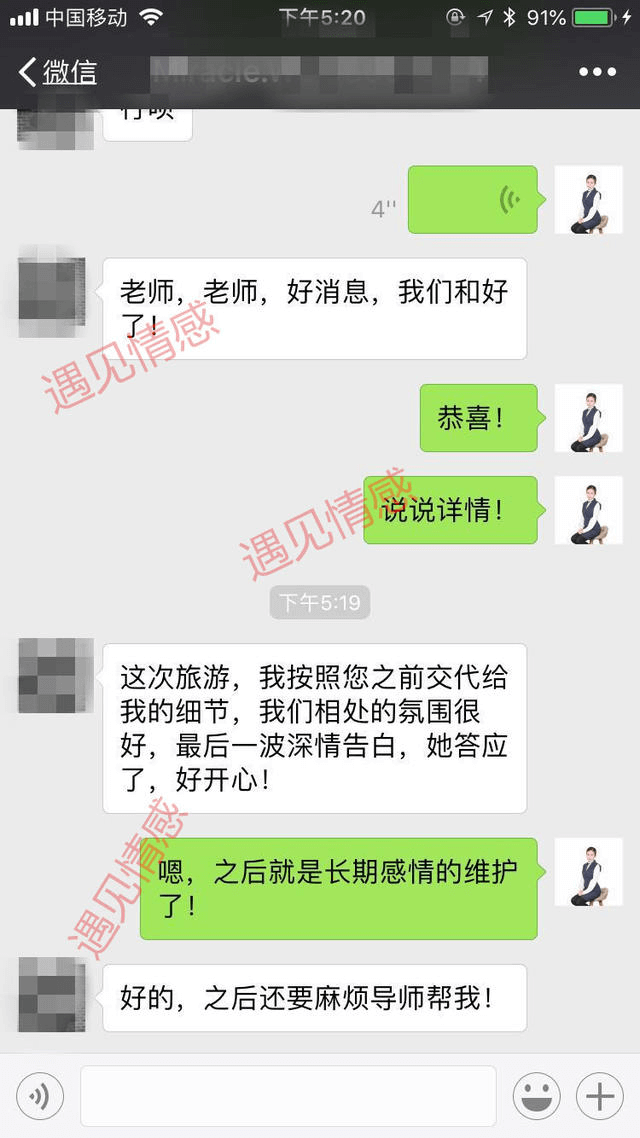 中国移动
下午5:20
91%
微信
4''
老师，老师，好消息，我们和好
了！
遇见情感
恭喜！
说说详情！
遇见情感
下午5:19
这次旅游，我按照您之前交代给
我的细节，我们相处的氛围很
好，最后一波深情告白，她答应
了，好开心！
嗯，之后就是长期感情的维护
了！
遇见情感
好的，之后还要麻烦导师帮我！